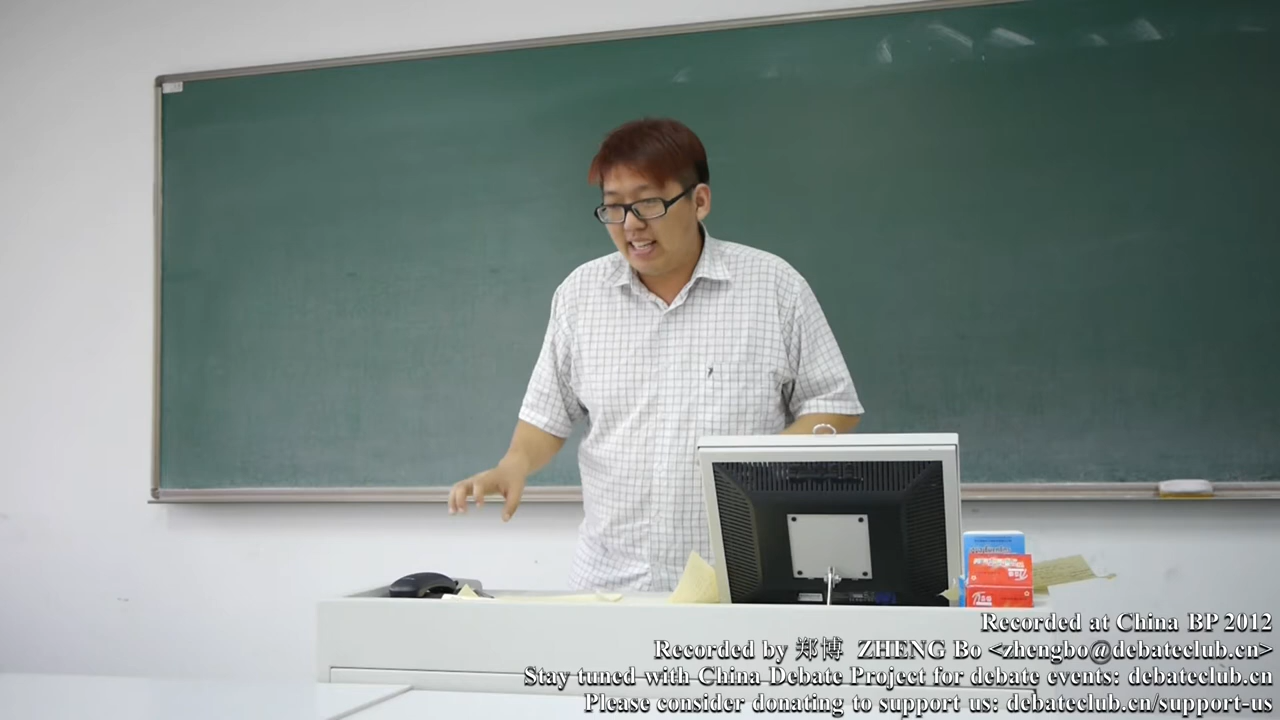 Recorded at China BP 2012
Recorded by 郑博 ZHENG Bo <zhengbo@debateclub.cn>
Stay tuned with China Debate Project for debate events: debateclub.cn
Please consider donating to support us: debateclub.cn/support-us